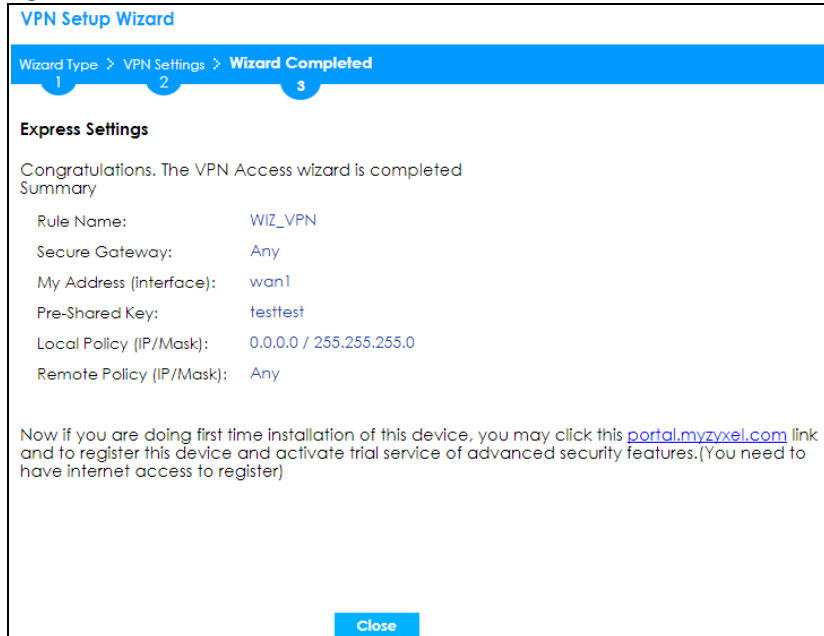 VPN Setup Wizard
Wizard Type > VPN Settings > Wizard Completed
1 2 3
Express Settings
Congratulations. The VPN Access wizard is completed
Summary
Rule Name: WIZ_VPN
Secure Gateway: Any
My Address (interface): wan1
Pre-Shared Key: testtest
Local Policy (IP/Mask): 0.0.0.0 / 255.255.255.0
Remote Policy (IP/Mask): Any
Now if you are doing first time installation of this device, you may click this portal.myzyxel.com link
and to register this device and activate trial service of advanced security features.(You need to
have internet access to register)
Close